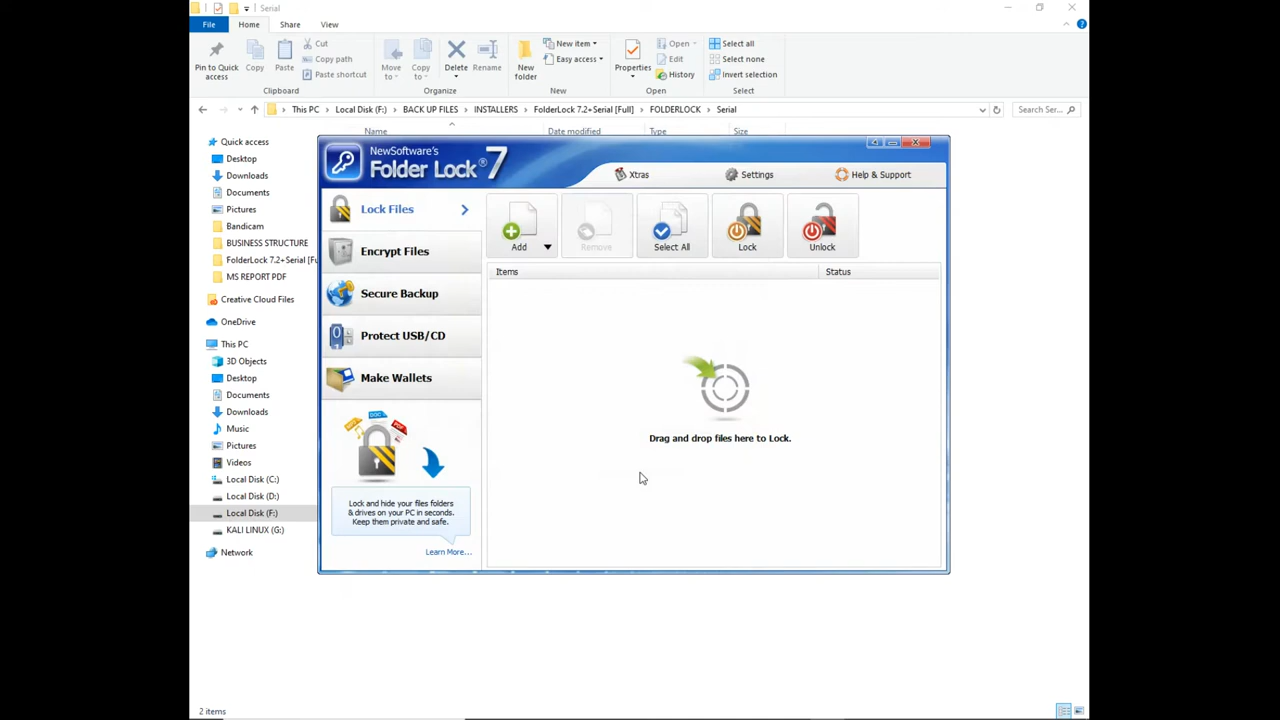 Serial
File Home Share View
Pin to Quick access
Copy
Paste
Cut
Copy path
Paste shortcut
Clipboard
Move to
Copy to
Delete
Rename
Organize
New folder
New item
Easy access
New
Properties
Open
Edit
History
Open
Select all
Select none
Invert selection
Select
This PC > Local Disk (F:) > BACK UP FILES > INSTALLERS > FolderLock 7.2+Serial [Full] > FOLDERLOCK > Serial
Search Ser...
Name Date modified Type Size
Quick access
Desktop
Downloads
Documents
Pictures
Bandicam
BUSINESS STRUCTURE
FolderLock 7.2+Serial [Fu
MS REPORT PDF
Creative Cloud Files
OneDrive
This PC
3D Objects
Desktop
Documents
Downloads
Music
Pictures
Videos
Local Disk (C:)
Local Disk (D:)
Local Disk (F:)
KALI LINUX (G:)
Network
2 items
NewSoftware's
Folder Lock® 7
Xtras Settings Help & Support
Lock Files
Encrypt Files
Secure Backup
Protect USB/CD
Make Wallets
DOC
PDF
Lock and hide your files folders
& drives on your PC in seconds.
Keep them private and safe.
Learn More...
Add Remove Select All Lock Unlock
Items Status
Drag and drop files here to Lock.